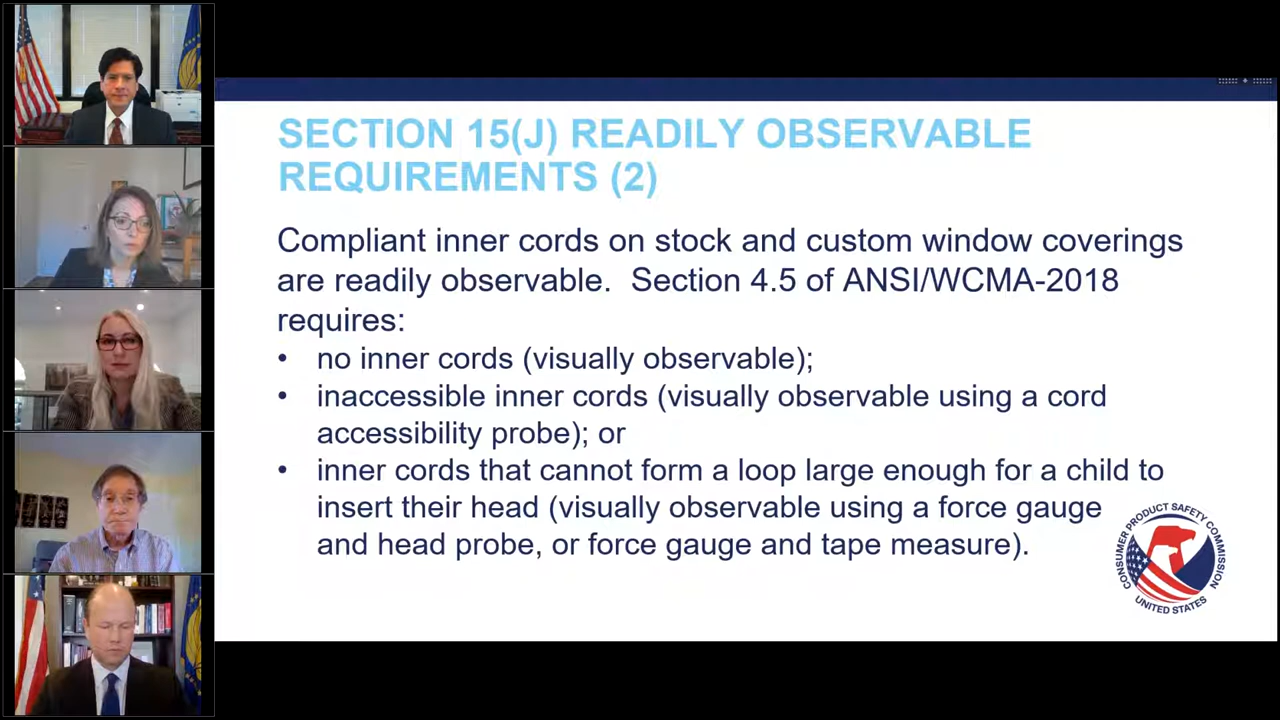 SECTION 15(J) READILY OBSERVABLE
REQUIREMENTS (2)
Compliant inner cords on stock and custom window coverings
are readily observable.  Section 4.5 of ANSI/WCMA-2018
requires:
• no inner cords (visually observable);
• inaccessible inner cords (visually observable using a cord
accessibility probe); or
• inner cords that cannot form a loop large enough for a child to
insert their head (visually observable using a force gauge
and head probe, or force gauge and tape measure).
CONSUMER PRODUCT SAFETY COMMISSION
UNITED STATES